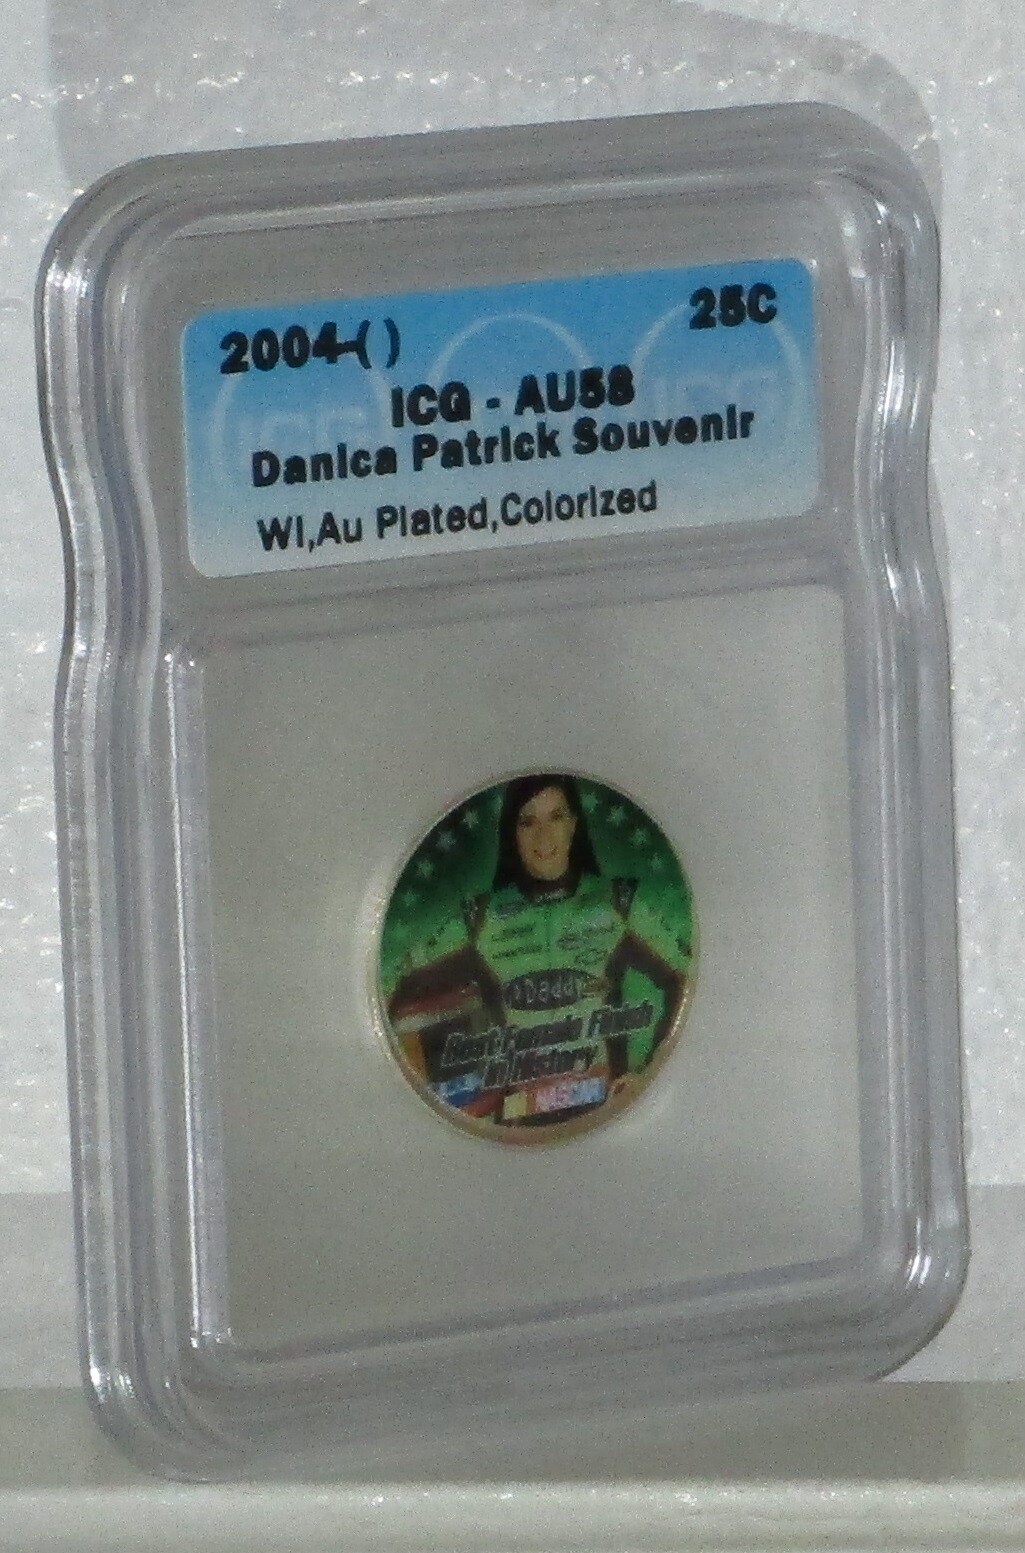 2004-( ) 25C
ICG - AU58
Danica Patrick Souvenir
WI,Au Plated,Colorized
Daddy
Best Female Finish
in History
NASCAR